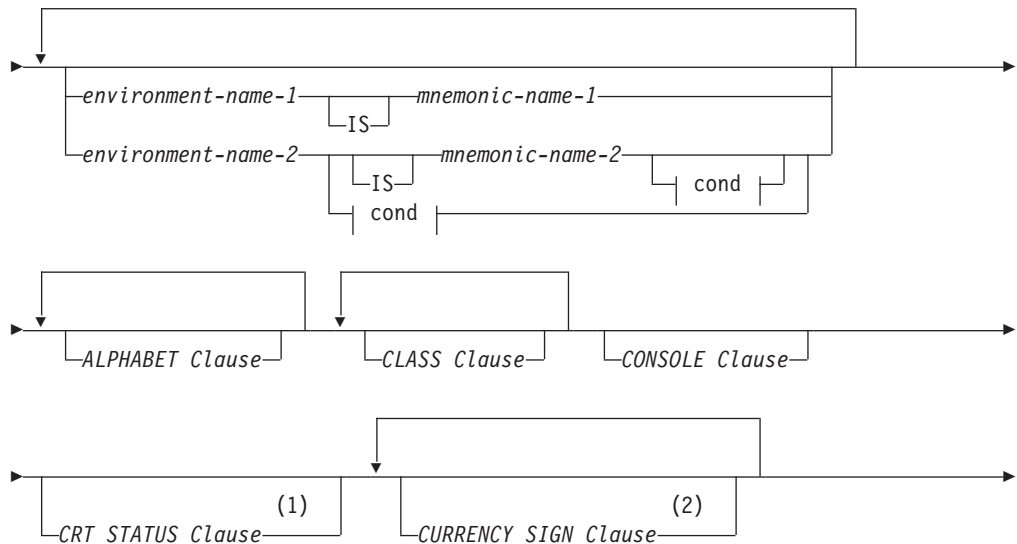 environment-name-1 IS mnemonic-name-1
environment-name-2 IS mnemonic-name-2 cond
cond
ALPHABET Clause CLASS Clause CONSOLE Clause
(1) (2)
CRT STATUS Clause CURRENCY SIGN Clause